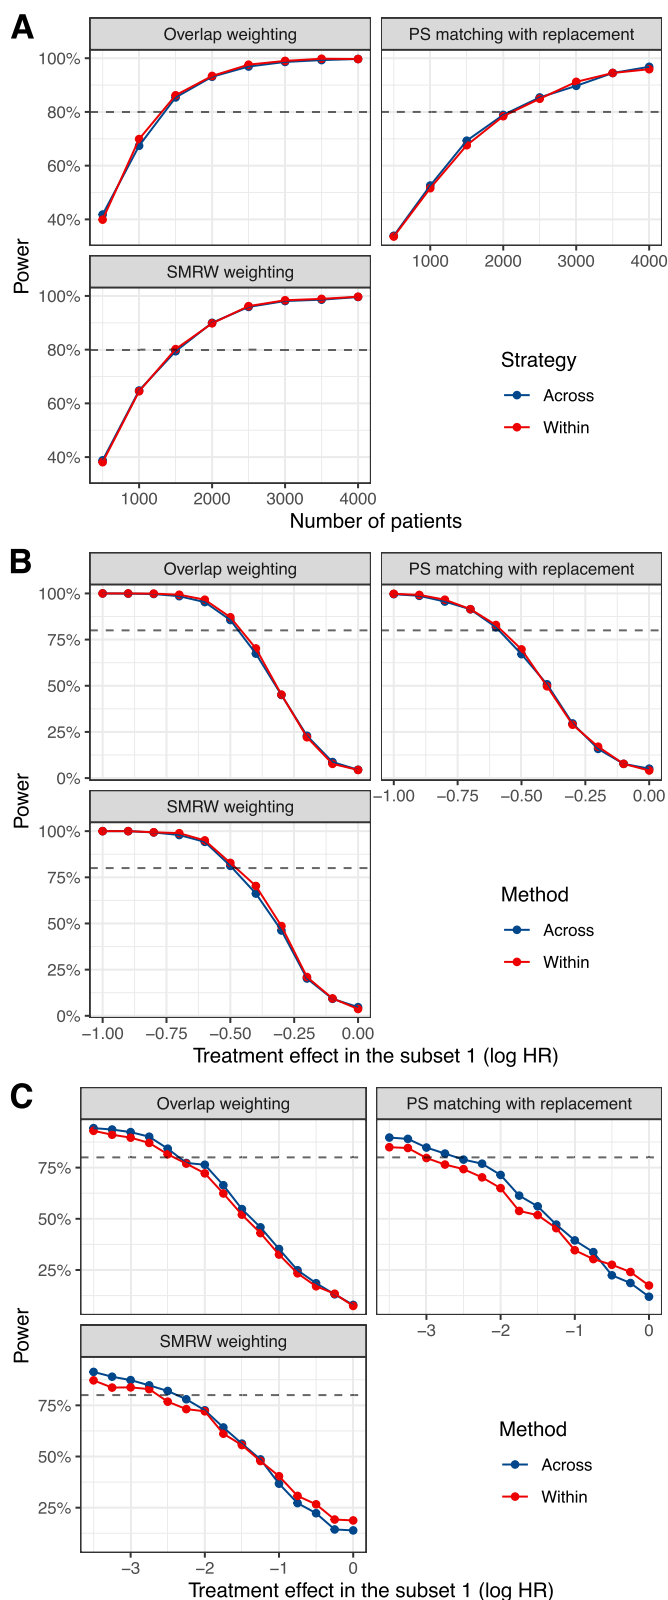 A
Overlap weighting
PS matching with replacement
100%
80%
60%
40%
1000
2000
3000
4000
SMRW weighting
100%
80%
60%
40%
1000
2000
3000
4000
Power
Number of patients
Strategy
Across
Within
B
Overlap weighting
PS matching with replacement
100%
75%
50%
25%
0%
−1.00
−0.75
−0.50
−0.25
0.00
SMRW weighting
100%
75%
50%
25%
0%
−1.00
−0.75
−0.50
−0.25
0.00
Power
Treatment effect in the subset 1 (log HR)
Method
Across
Within
C
Overlap weighting
PS matching with replacement
75%
50%
25%
−3
−2
−1
0
SMRW weighting
75%
50%
25%
−3
−2
−1
0
Power
Treatment effect in the subset 1 (log HR)
Method
Across
Within